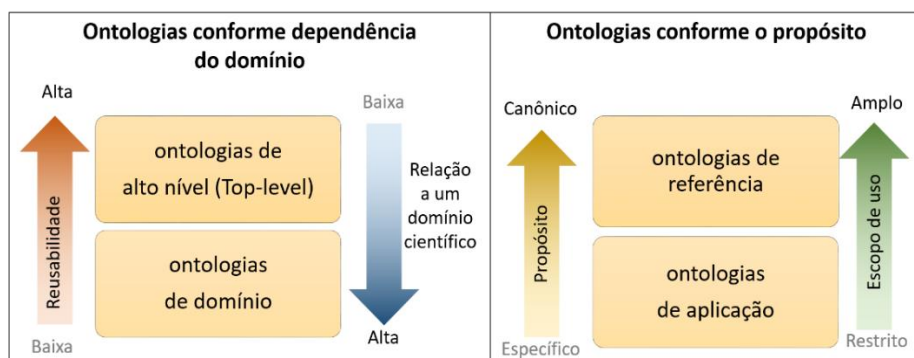 Ontologias conforme dependência
do domínio
Alta
Reusabilidade
Baixa
ontologias de
alto nível (Top-level)
ontologias
de domínio
Baixa
Relação
a um
domínio
científico
Alta
Ontologias conforme o propósito
Canônico
Propósito
Específico
ontologias de
referência
ontologias
de aplicação
Amplo
Escopo de uso
Restrito